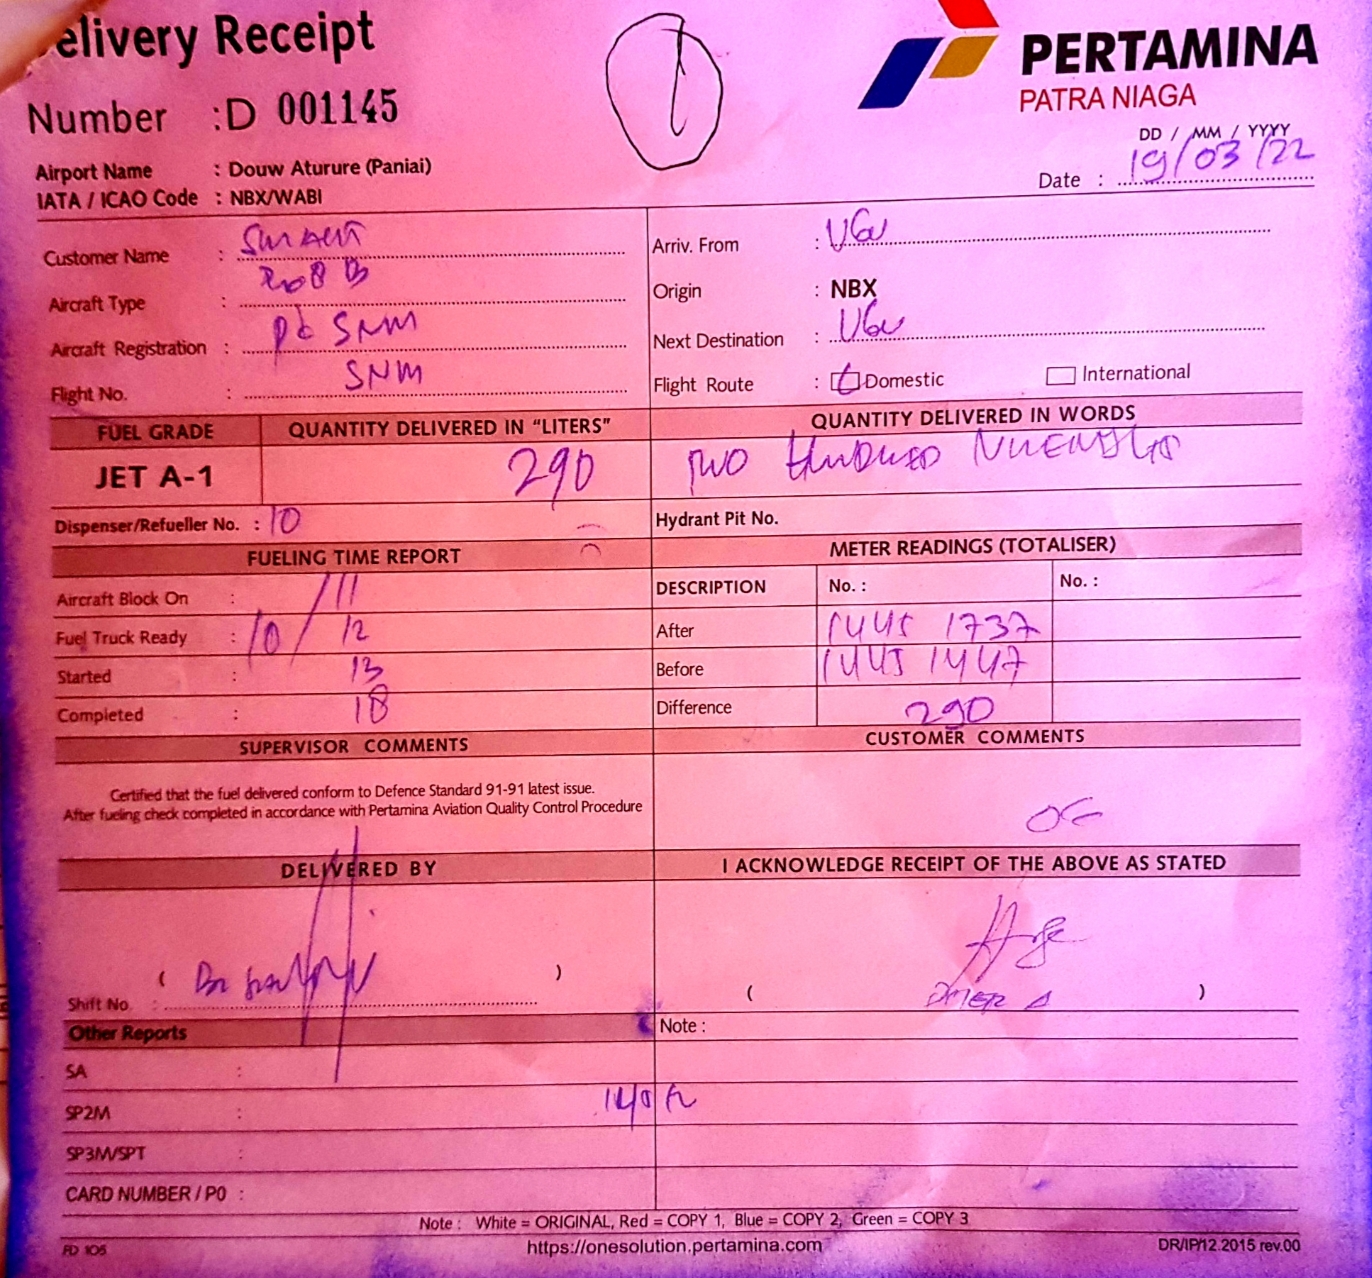 elivery Receipt
PERTAMINA
PATRA NIAGA
Number :D 001145
DD / MM / YYYY
Date : 19/03/22
Airport Name : Douw Aturure (Paniai)
IATA / ICAO Code : NBX/WABI
Customer Name :
Arriv. From :
Aircraft Type :
Origin : NBX
Aircraft Registration : PK SNM
Next Destination :
Flight No. : SNM
Flight Route : Domestic International
FUEL GRADE QUANTITY DELIVERED IN "LITERS" QUANTITY DELIVERED IN WORDS
JET A-1 290 TWO HUNDRED
Dispenser/Refueller No. : 10
Hydrant Pit No.
FUELING TIME REPORT
METER READINGS (TOTALISER)
Aircraft Block On : 11
DESCRIPTION No. : No. :
Fuel Truck Ready : 10/12
After 1445 1737
Started : 13
Before 1445 1447
Completed : 18
Difference 290
SUPERVISOR COMMENTS
CUSTOMER COMMENTS
Certified that the fuel delivered conform to Defence Standard 91-91 latest issue.
After fueling check completed in accordance with Pertamina Aviation Quality Control Procedure
DELIVERED BY
I ACKNOWLEDGE RECEIPT OF THE ABOVE AS STATED
( )
( )
Shift No :
Other Reports
Note :
SA :
SP2M :
SP3M/SPT :
CARD NUMBER / PO :
Note : White = ORIGINAL, Red = COPY 1, Blue = COPY 2, Green = COPY 3
FD 105
https://onesolution.pertamina.com
DR/IP/12.2015 rev.00